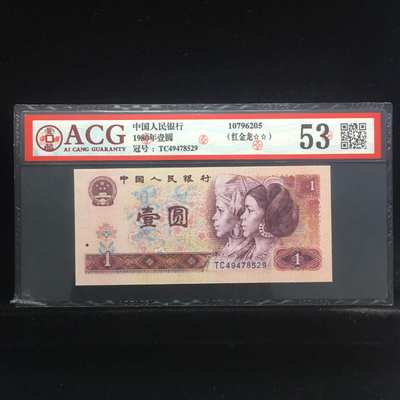 ACG
AI CANG GUARANTY
中国人民银行
1980年壹圆
冠号：TC49478529
10796205
（红金龙☆☆）
53
中国人民银行
1
壹圆
TC49478529
1
1